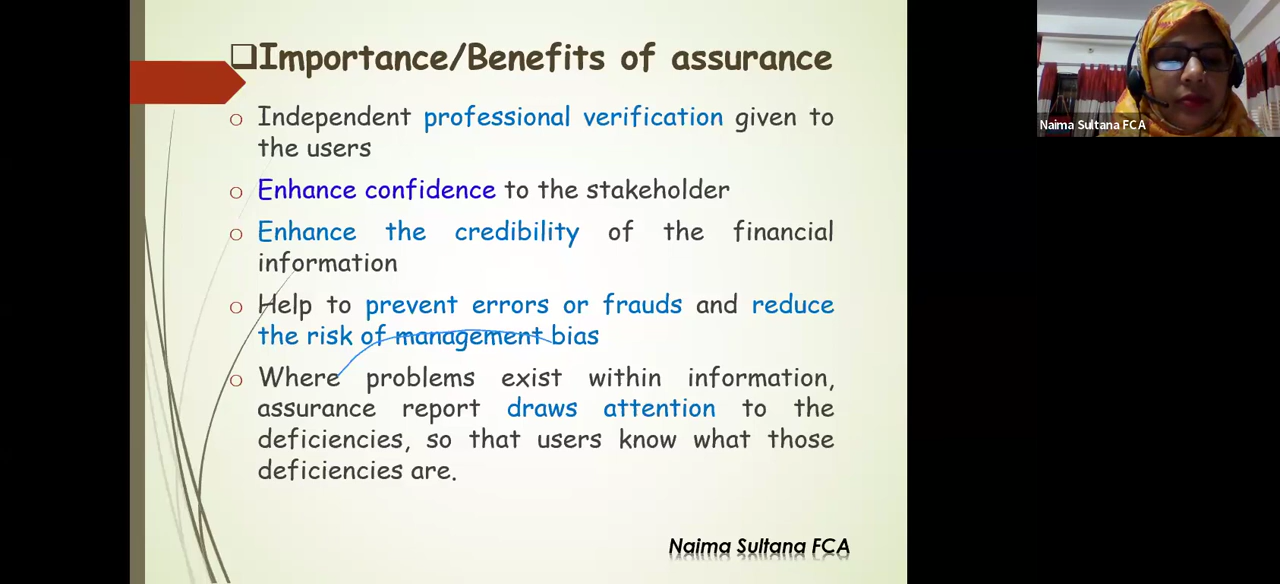 ❑Importance/Benefits of assurance
o Independent professional verification given to
the users
o Enhance confidence to the stakeholder
o Enhance the credibility of the financial
information
o Help to prevent errors or frauds and reduce
the risk of management bias
o Where problems exist within information,
assurance report draws attention to the
deficiencies, so that users know what those
deficiencies are.
Naima Sultana FCA
Naima Sultana FCA